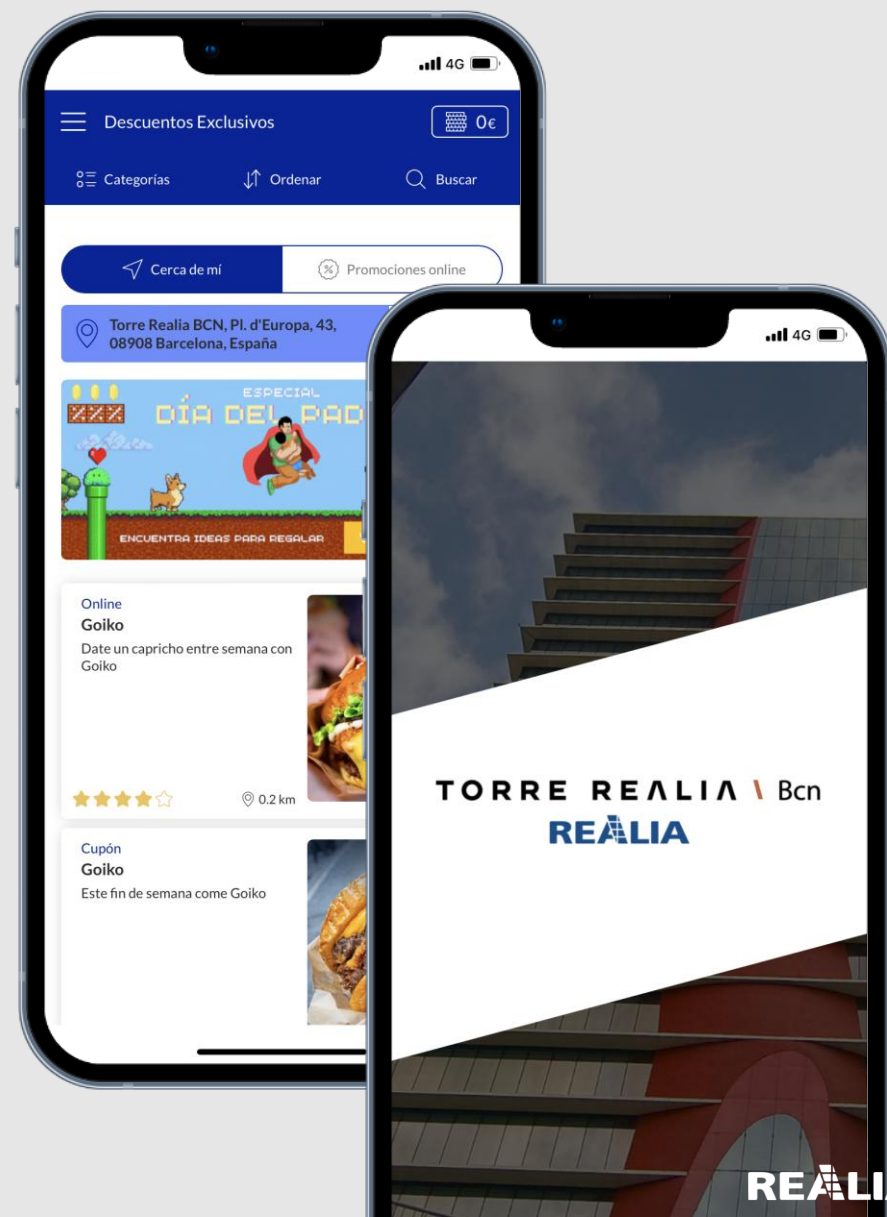 4G
Descuentos Exclusivos
0€
Categorías
Ordenar
Buscar
Cerca de mí
Promociones online
Torre Realia BCN, Pl. d'Europa, 43,
08908 Barcelona, España
ESPECIAL
DÍA DEL PAD
ENCUENTRA IDEAS PARA REGALAR
Online
Goiko
Date un capricho entre semana con
Goiko
0.2 km
Cupón
Goiko
Este fin de semana come Goiko
4G
TORRE REALIA \ Bcn
REALIA
REALIA